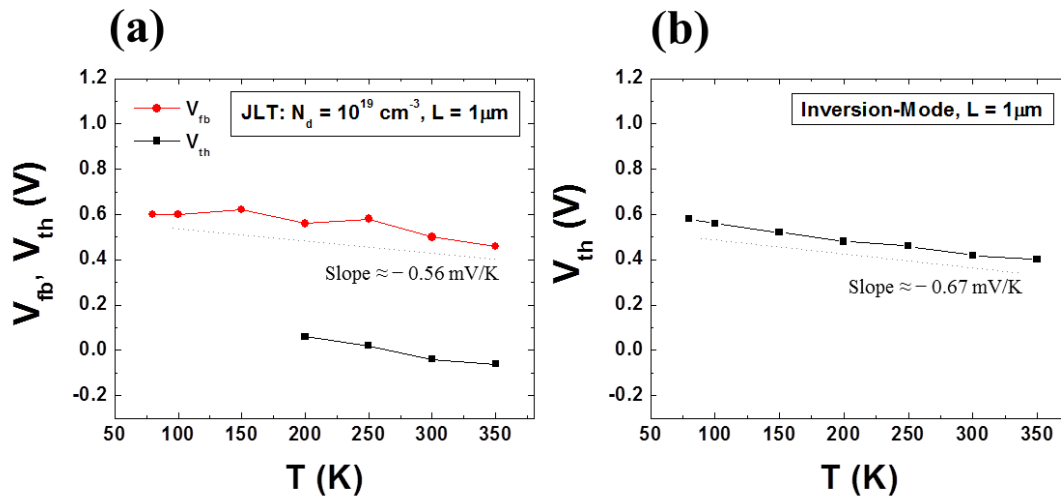 (a)
(b)
1.2
1.0
0.8
0.6
0.4
0.2
0.0
-0.2
V_fb, V_th (V)
V_fb
V_th
JLT: N_d = 10^19 cm^-3, L = 1μm
Slope ≈ − 0.56 mV/K
50 100 150 200 250 300 350
T (K)
1.2
1.0
0.8
0.6
0.4
0.2
0.0
-0.2
V_th (V)
Inversion-Mode, L = 1μm
Slope ≈ − 0.67 mV/K
50 100 150 200 250 300 350
T (K)